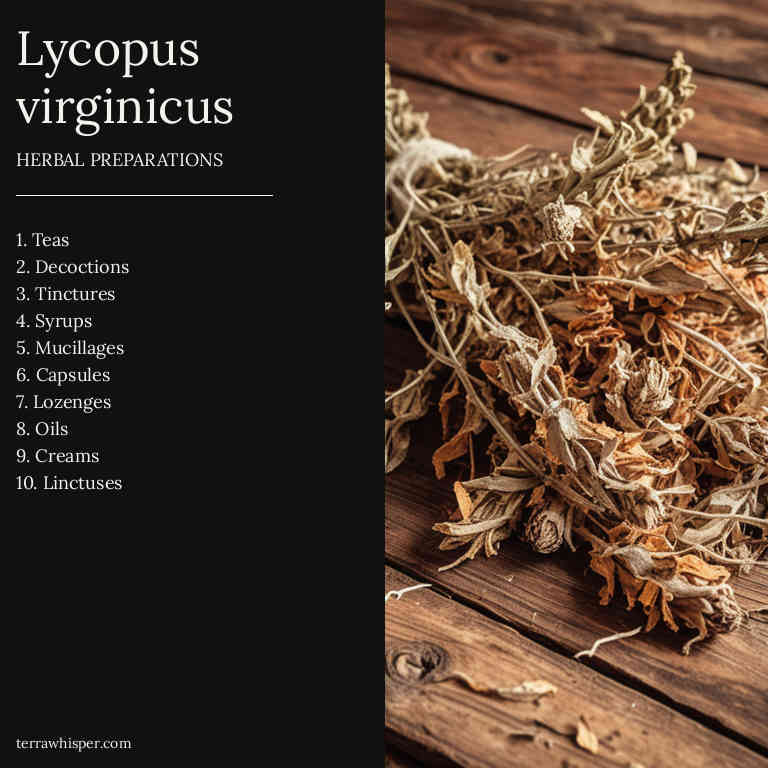 Lycopus
virginicus
HERBAL PREPARATIONS
1. Teas
2. Decoctions
3. Tinctures
4. Syrups
5. Mucillages
6. Capsules
7. Lozenges
8. Oils
9. Creams
10. Linctuses
terrawhisper.com